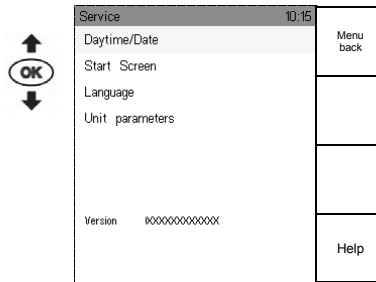 Service 10:15
Daytime/Date
Start Screen
Language
Unit parameters
Version XXXXXXXXXXXX
Menu
back
OK
Help